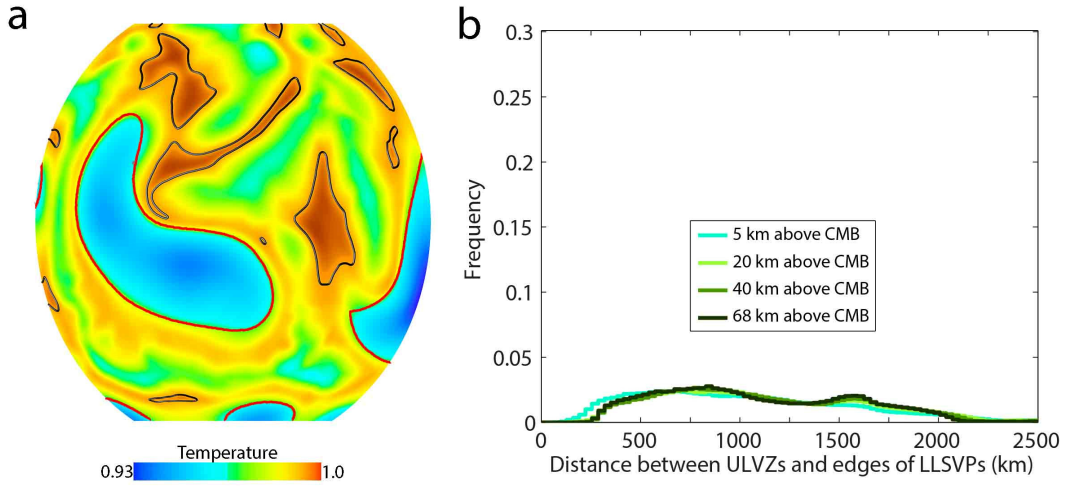 a
Temperature
0.93
1.0
b
0.3
0.25
0.2
0.15
0.1
0.05
0
Frequency
5 km above CMB
20 km above CMB
40 km above CMB
68 km above CMB
0 500 1000 1500 2000 2500
Distance between ULVZs and edges of LLSVPs (km)